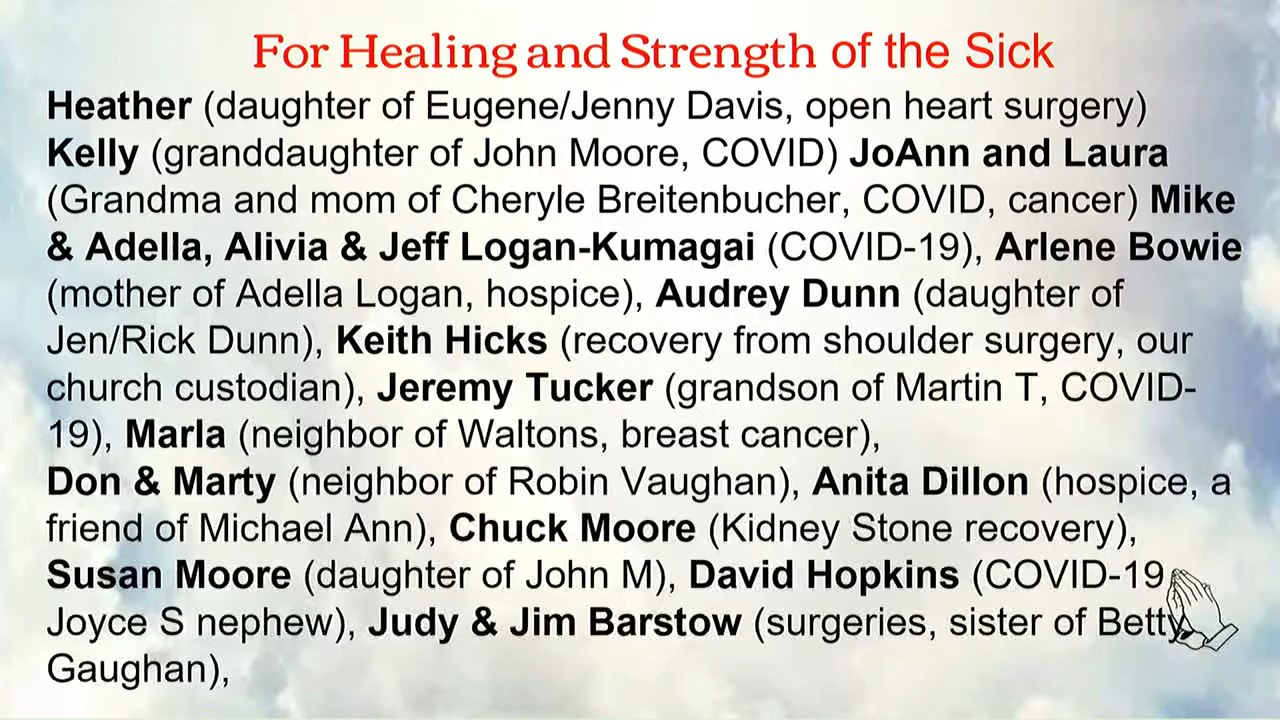 For Healing and Strength of the Sick
Heather (daughter of Eugene/Jenny Davis, open heart surgery)
Kelly (granddaughter of John Moore, COVID) JoAnn and Laura
(Grandma and mom of Cheryle Breitenbucher, COVID, cancer) Mike
& Adella, Alivia & Jeff Logan-Kumagai (COVID-19), Arlene Bowie
(mother of Adella Logan, hospice), Audrey Dunn (daughter of
Jen/Rick Dunn), Keith Hicks (recovery from shoulder surgery, our
church custodian), Jeremy Tucker (grandson of Martin T, COVID-
19), Marla (neighbor of Waltons, breast cancer),
Don & Marty (neighbor of Robin Vaughan), Anita Dillon (hospice, a
friend of Michael Ann), Chuck Moore (Kidney Stone recovery),
Susan Moore (daughter of John M), David Hopkins (COVID-19
Joyce S nephew), Judy & Jim Barstow (surgeries, sister of Betty
Gaughan),